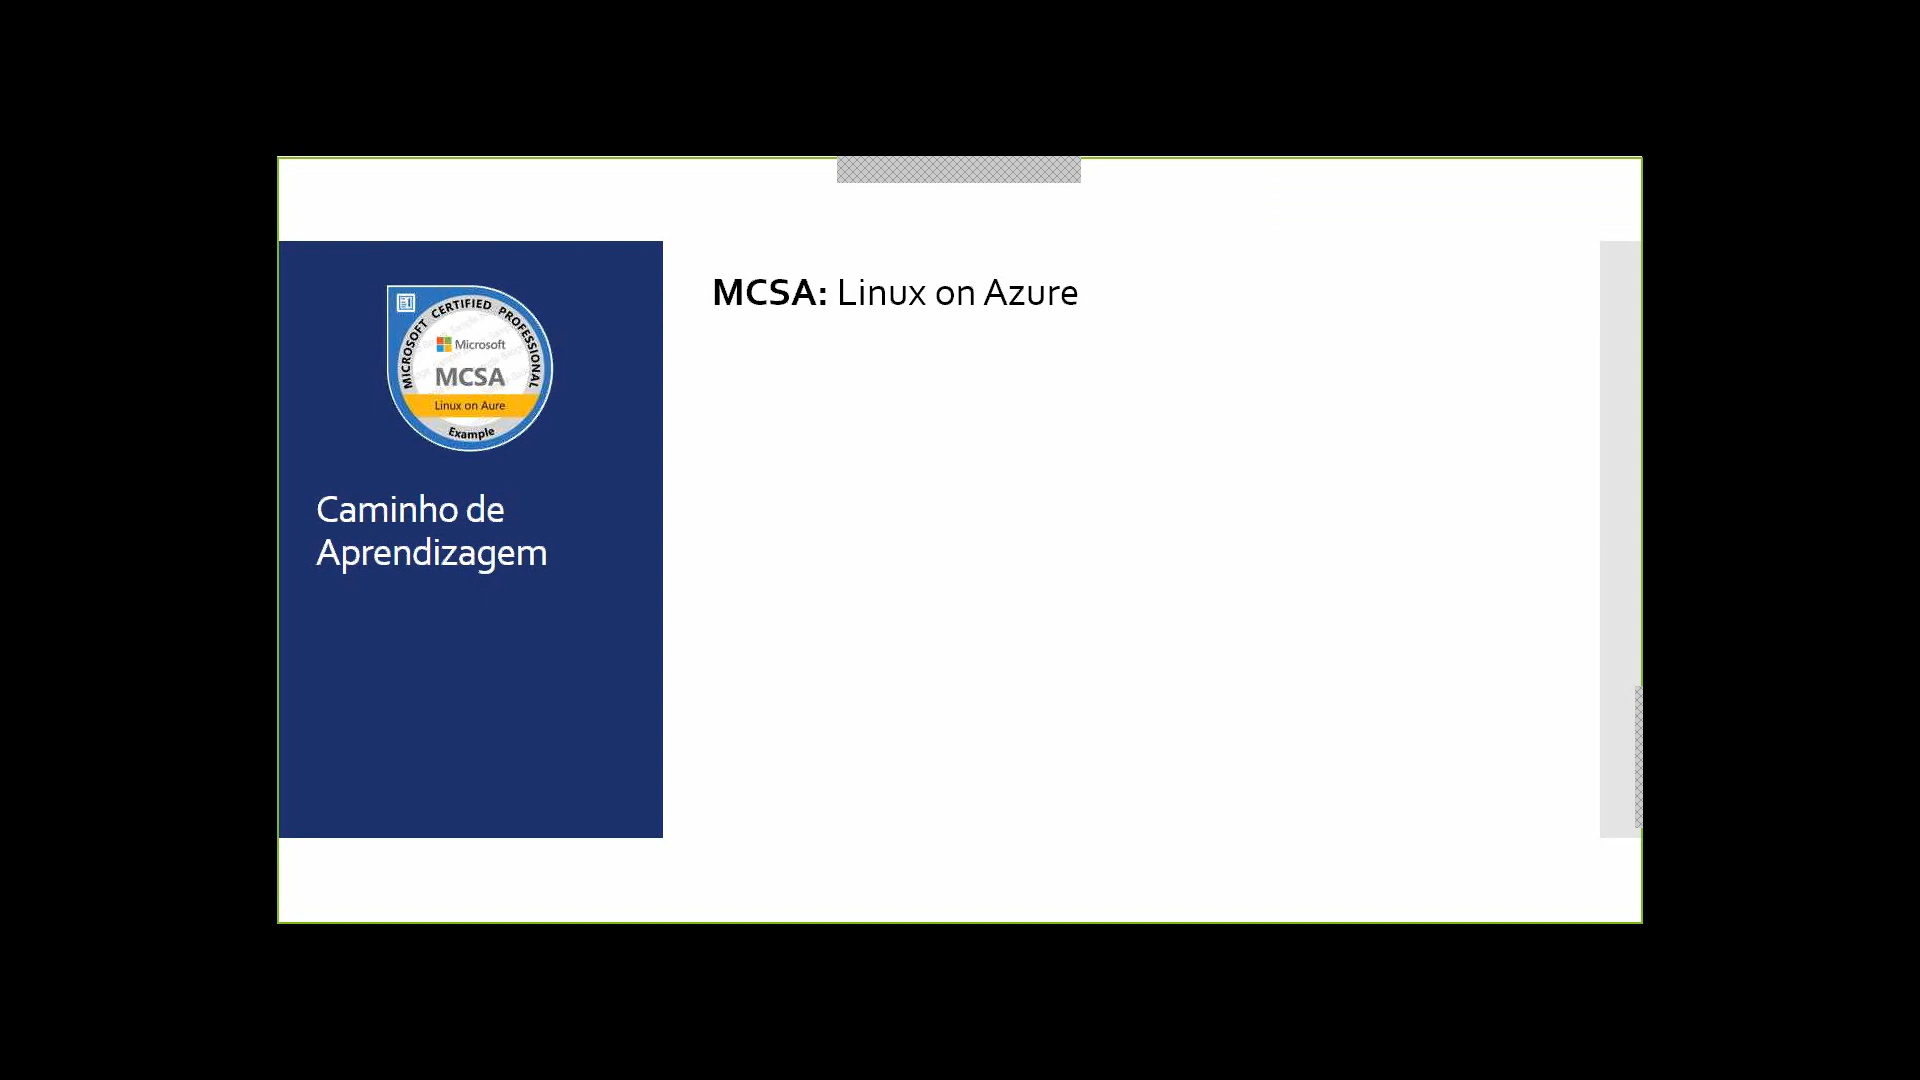 MICROSOFT CERTIFIED PROFESSIONAL
Microsoft
MCSA
Linux on Aure
Example
Caminho de
Aprendizagem
MCSA: Linux on Azure